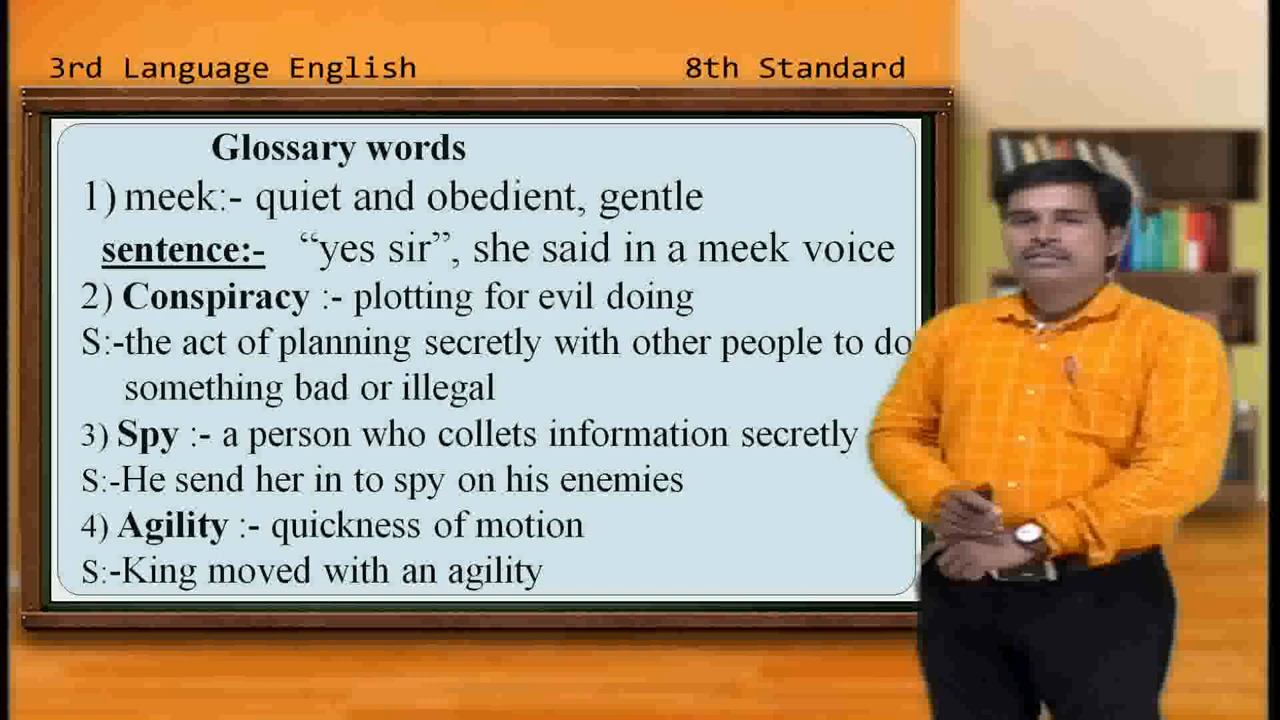 3rd Language English 8th Standard
Glossary words
1) meek:- quiet and obedient, gentle
sentence:- “yes sir”, she said in a meek voice
2) Conspiracy :- plotting for evil doing
S:-the act of planning secretly with other people to do
something bad or illegal
3) Spy :- a person who collets information secretly
S:-He send her in to spy on his enemies
4) Agility :- quickness of motion
S:-King moved with an agility